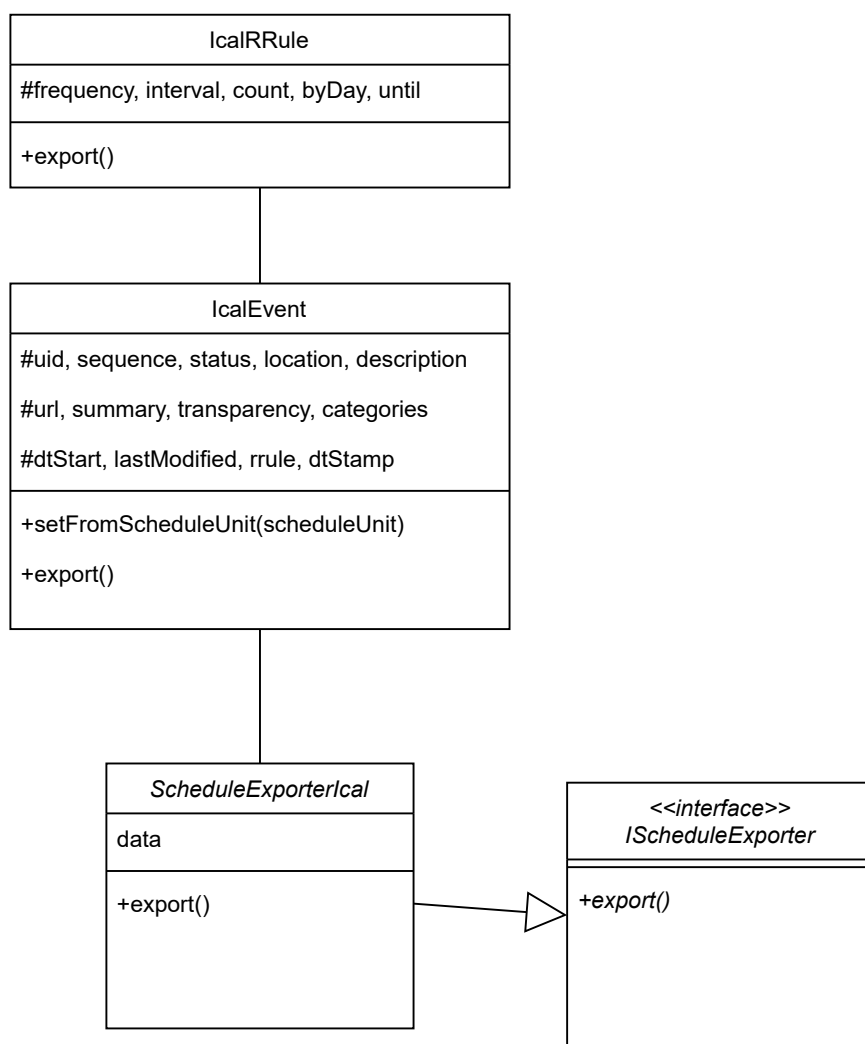 IcalRRule
#frequency, interval, count, byDay, until
+export()
IcalEvent
#uid, sequence, status, location, description
#url, summary, transparency, categories
#dtStart, lastModified, rrule, dtStamp
+setFromScheduleUnit(scheduleUnit)
+export()
ScheduleExporterIcal
data
+export()
<<interface>>
IScheduleExporter
+export()